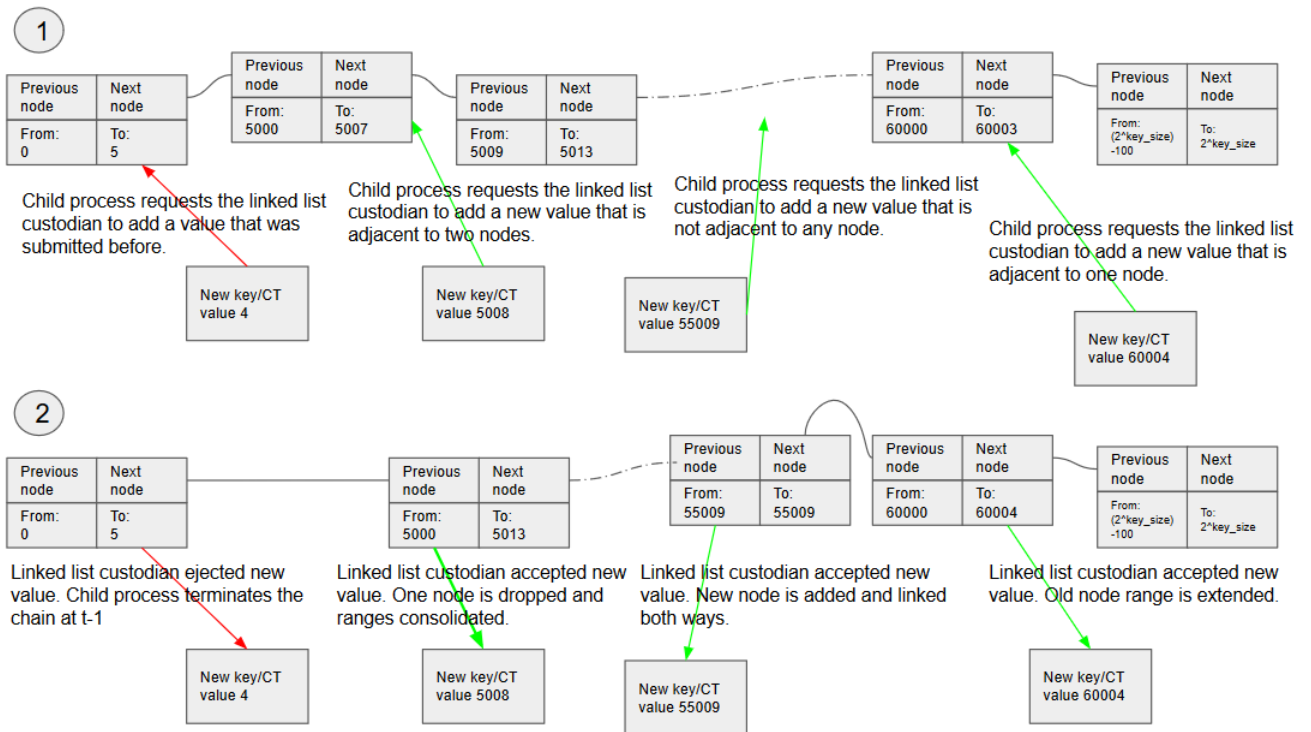 1
Previous node
Next node
From: 0
To: 5
Previous node
Next node
From: 5000
To: 5007
Previous node
Next node
From: 5009
To: 5013
Previous node
Next node
From: 60000
To: 60003
Previous node
Next node
From: (2^key_size) -100
To: 2^key_size
Child process requests the linked list
custodian to add a value that was
submitted before.
Child process requests the linked list
custodian to add a new value that is
adjacent to two nodes.
Child process requests the linked list
custodian to add a new value that is
not adjacent to any node.
Child process requests the linked list
custodian to add a new value that is
adjacent to one node.
New key/CT
value 4
New key/CT
value 5008
New key/CT
value 55009
New key/CT
value 60004
2
Previous node
Next node
From: 0
To: 5
Previous node
Next node
From: 5000
To: 5013
Previous node
Next node
From: 55009
To: 55009
Previous node
Next node
From: 60000
To: 60004
Previous node
Next node
From: (2^key_size) -100
To: 2^key_size
Linked list custodian ejected new
value. Child process terminates the
chain at t-1
Linked list custodian accepted new
value. One node is dropped and
ranges consolidated.
Linked list custodian accepted new
value. New node is added and linked
both ways.
Linked list custodian accepted new
value. Old node range is extended.
New key/CT
value 4
New key/CT
value 5008
New key/CT
value 55009
New key/CT
value 60004